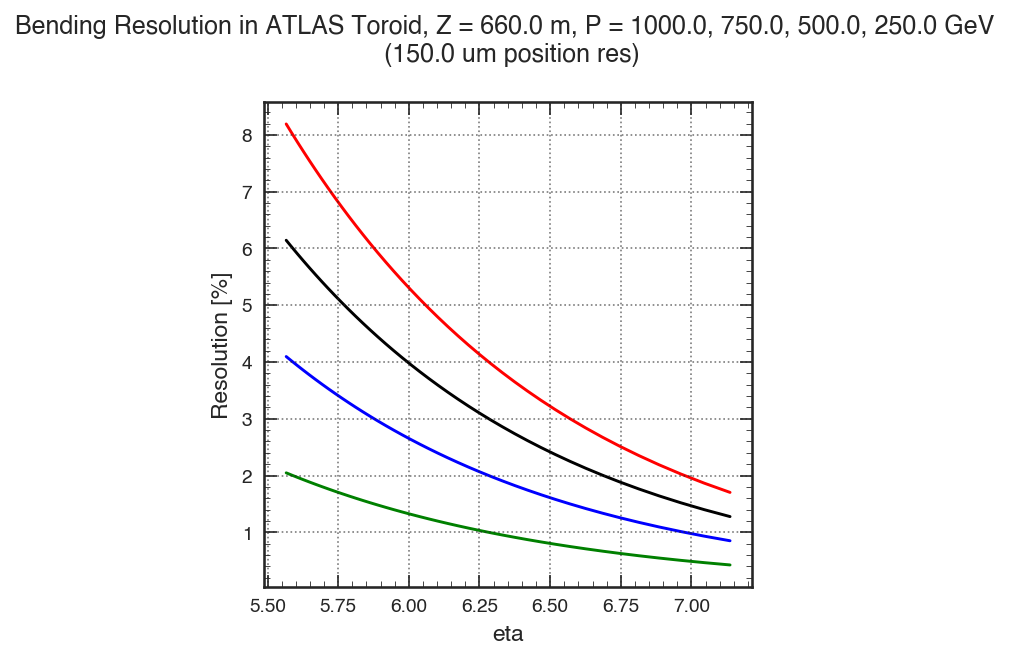 Bending Resolution in ATLAS Toroid, Z = 660.0 m, P = 1000.0, 750.0, 500.0, 250.0 GeV
(150.0 um position res)
8
7
6
5
4
3
2
1
Resolution [%]
5.50 5.75 6.00 6.25 6.50 6.75 7.00
eta